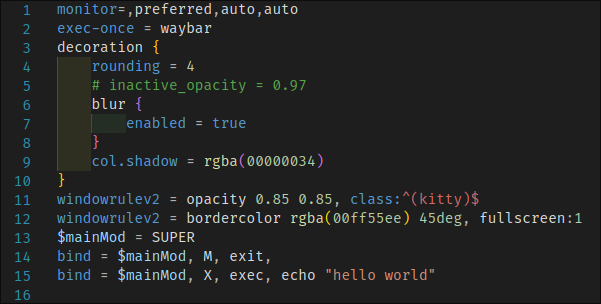 1 monitor=,preferred,auto,auto
2 exec-once = waybar
3 decoration {
4     rounding = 4
5     # inactive_opacity = 0.97
6     blur {
7         enabled = true
8     }
9     col.shadow = rgba(00000034)
10 }
11 windowrulev2 = opacity 0.85 0.85, class:^(kitty)$
12 windowrulev2 = bordercolor rgba(00ff55ee) 45deg, fullscreen:1
13 $mainMod = SUPER
14 bind = $mainMod, M, exit,
15 bind = $mainMod, X, exec, echo "hello world"
16